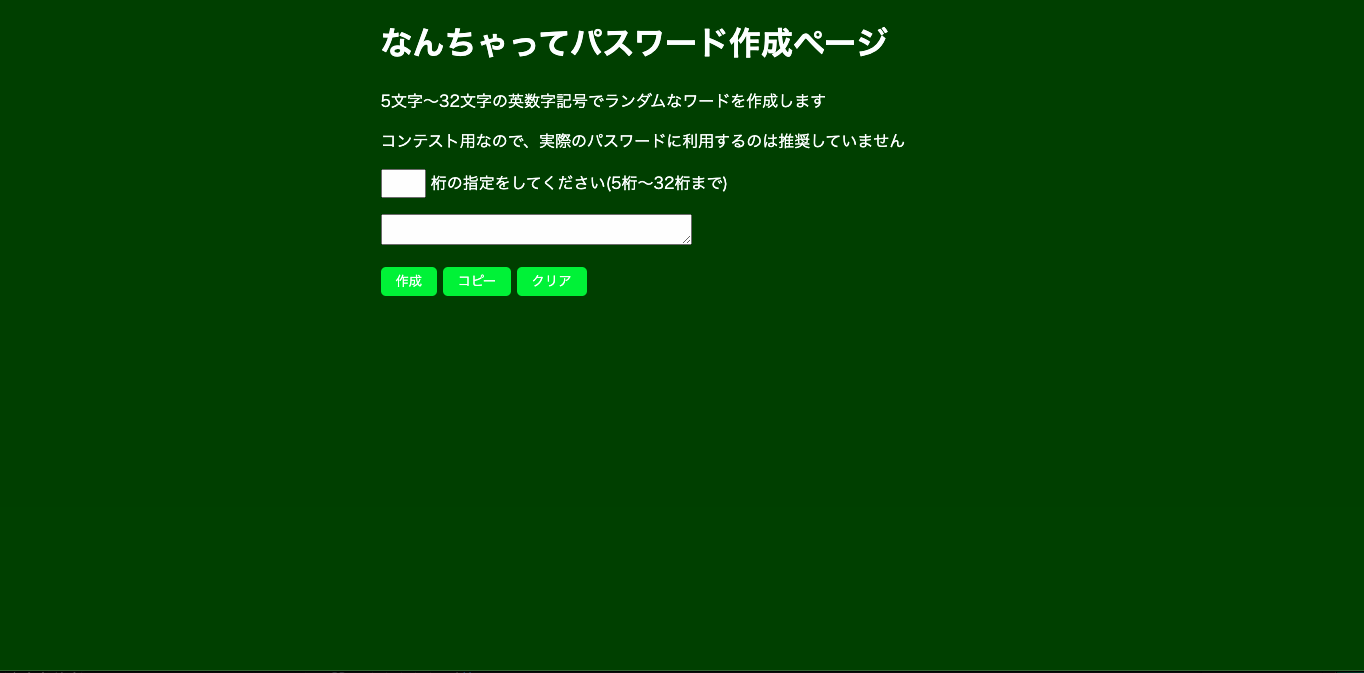 なんちゃってパスワード作成ページ
5文字〜32文字の英数字記号でランダムなワードを作成します
コンテスト用なので、実際のパスワードに利用するのは推奨していません
桁の指定をしてください(5桁〜32桁まで)
作成 コピー クリア